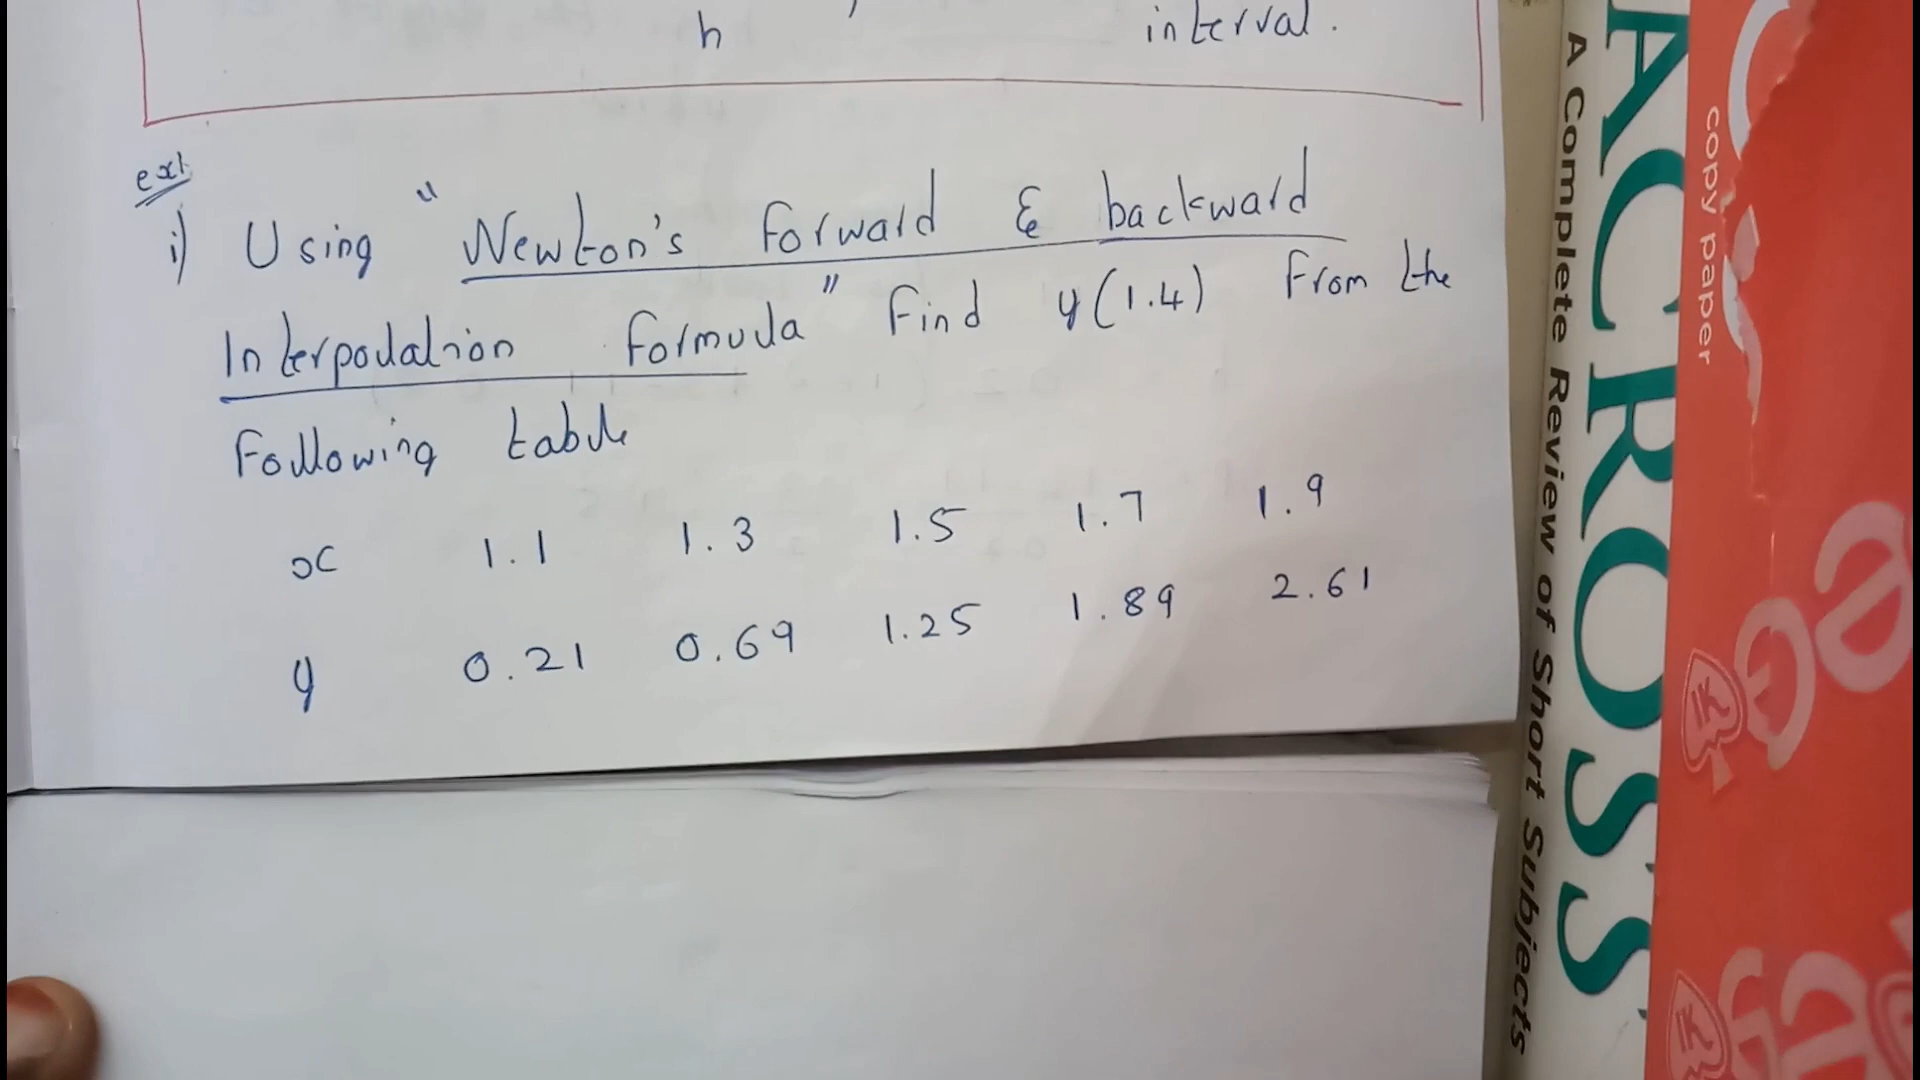 h , interval.
ex1
i) Using "Newton's Forward & backward
Interpolation Formula" Find y(1.4) From the
Following table
x 1.1 1.3 1.5 1.7 1.9
y 0.21 0.69 1.25 1.89 2.61
ACROSS
A Complete Review of Short Subjects
copy paper